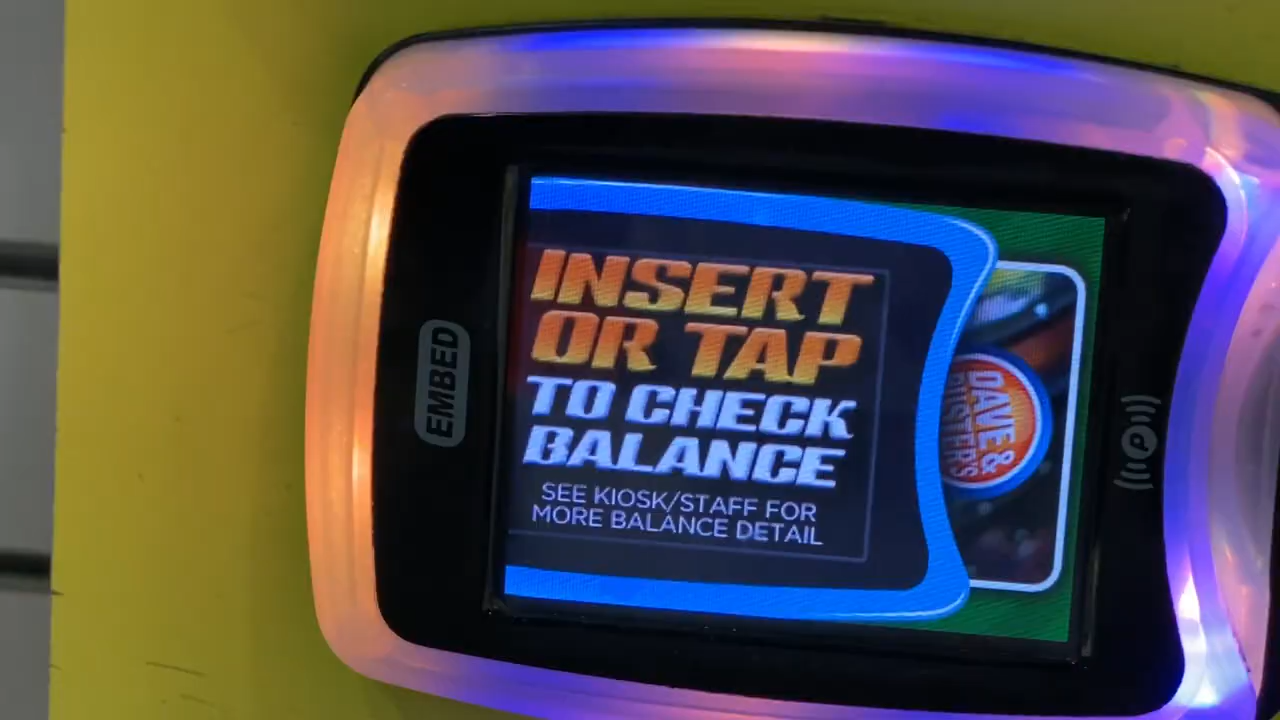 EMBED
INSERT
OR TAP
TO CHECK
BALANCE
SEE KIOSK/STAFF FOR
MORE BALANCE DETAIL
DAVE &
BUSTER'S
P